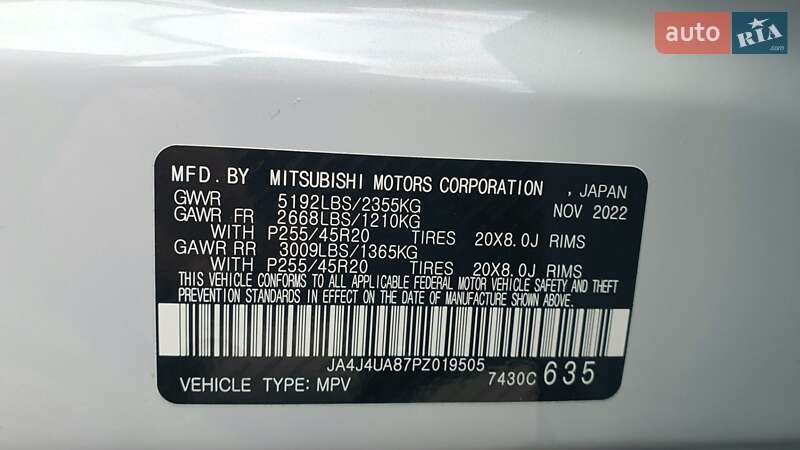 auto RIA.com
MFD. BY MITSUBISHI MOTORS CORPORATION , JAPAN
GWVR 5192LBS/2355KG NOV 2022
GAWR FR 2668LBS/1210KG
WITH P255/45R20 TIRES 20X8.0J RIMS
GAWR RR 3009LBS/1365KG
WITH P255/45R20 TIRES 20X8.0J RIMS
THIS VEHICLE CONFORMS TO ALL APPLICABLE FEDERAL MOTOR VEHICLE SAFETY AND THEFT
PREVENTION STANDARDS IN EFFECT ON THE DATE OF MANUFACTURE SHOWN ABOVE.
JA4J4UA87PZ019505
VEHICLE TYPE: MPV 7430C 635